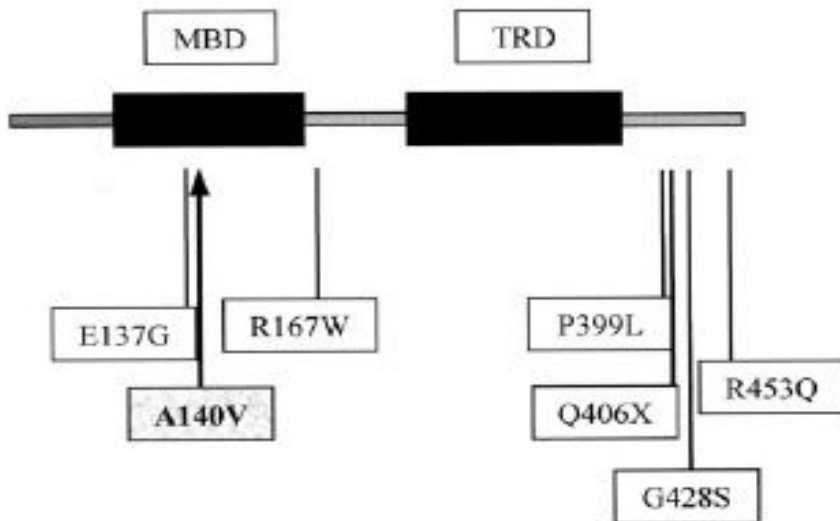 MBD
TRD
E137G
R167W
A140V
P399L
Q406X
R453Q
G428S